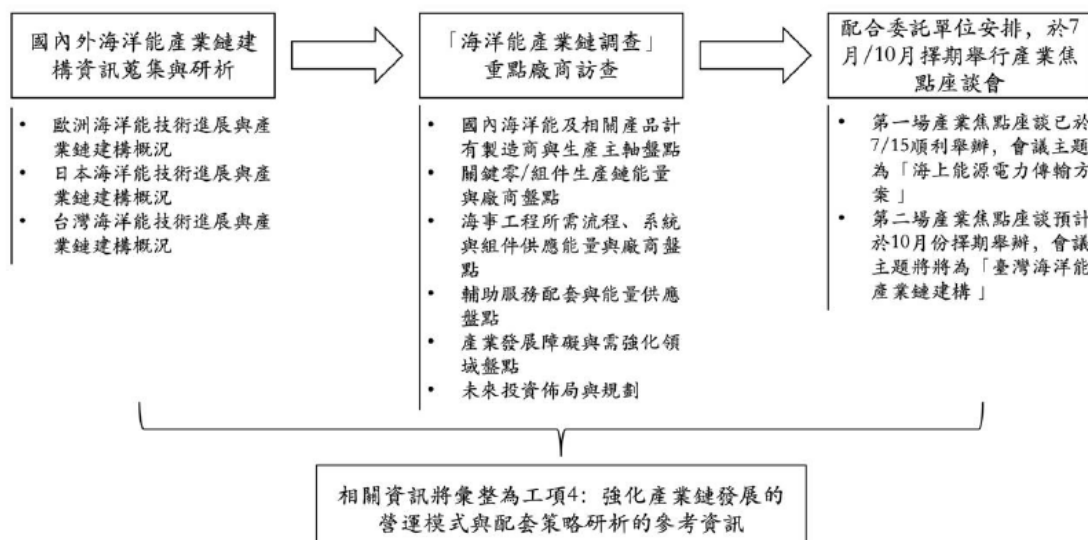 國內外海洋能產業鏈建
構資訊蒐集與研析
• 歐洲海洋能技術進展與產
業鏈建構概況
• 日本海洋能技術進展與產
業鏈建構概況
• 台灣海洋能技術進展與產
業鏈建構概況
「海洋能產業鏈調查」
重點廠商訪查
• 國內海洋能及相關產品計
有製造商與生產主軸盤點
• 關鍵零/組件生產鏈能量
與廠商盤點
• 海事工程所需流程、系統
與組件供應能量與廠商盤
點
• 輔助服務配套與能量供應
盤點
• 產業發展障礙與需強化領
域盤點
• 未來投資佈局與規劃
配合委託單位安排，於7
月/10月擇期舉行產業焦
點座談會
• 第一場產業焦點座談已於
7/15順利舉辦，會議主題
為「海上能源電力傳輸方
案」
• 第二場產業焦點座談預計
於10月份擇期舉辦，會議
主題將將為「臺灣海洋能
產業鏈建構」
相關資訊將彙整為工項4：強化產業鏈發展的
營運模式與配套策略研析的參考資訊